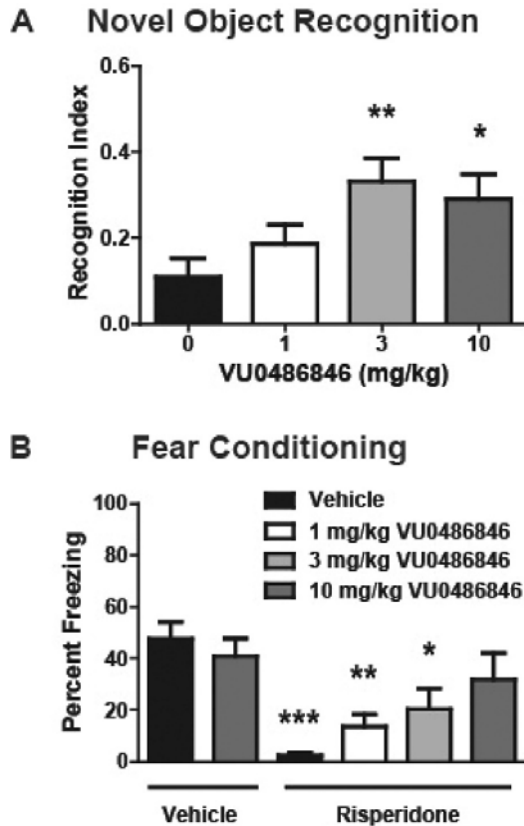 A Novel Object Recognition
0.6
0.4
0.2
0.0
Recognition Index
**
*
0 1 3 10
VU0486846 (mg/kg)
B Fear Conditioning
100
80
60
40
20
0
Percent Freezing
Vehicle
1 mg/kg VU0486846
3 mg/kg VU0486846
10 mg/kg VU0486846
***
**
*
Vehicle Risperidone